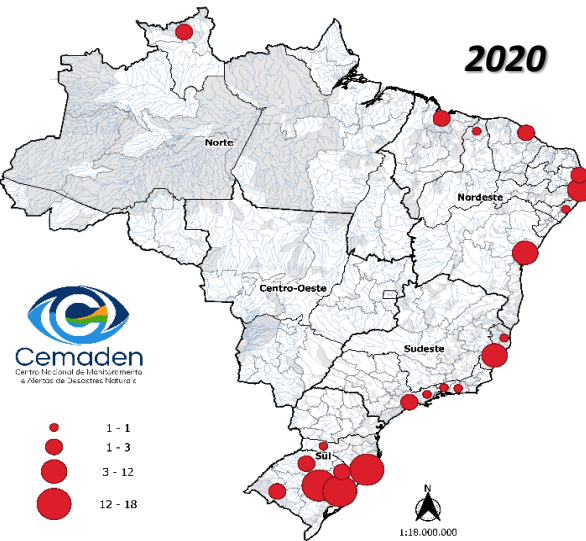 2020
Norte
Nordeste
Centro-Oeste
Sudeste
Sul
Cemaden
Centro Nacional de Monitoramento
e Alertas de Desastres Naturais
1 - 1
1 - 3
3 - 12
12 - 18
N
1:18.000.000